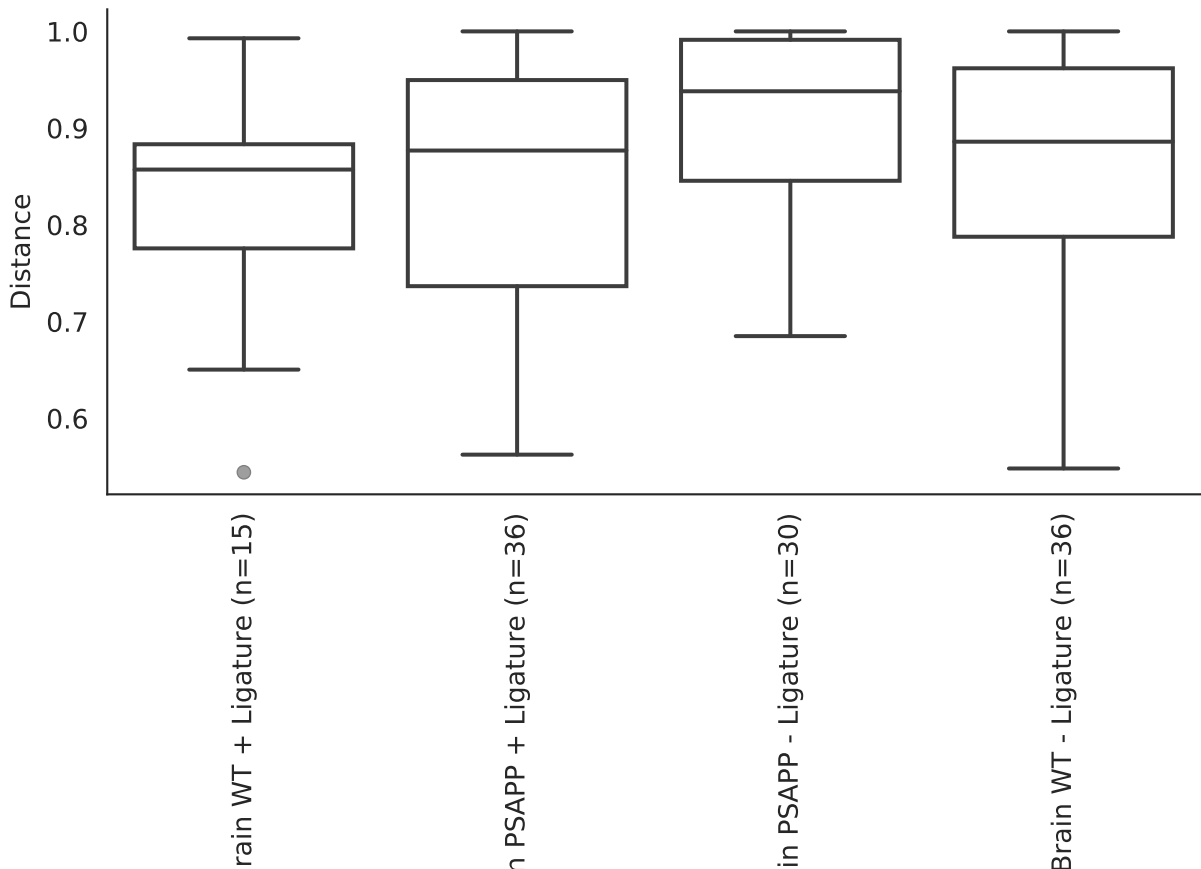 1.0
0.9
0.8
0.7
0.6
Distance
rain WT + Ligature (n=15)
n PSAPP + Ligature (n=36)
in PSAPP - Ligature (n=30)
Brain WT - Ligature (n=36)